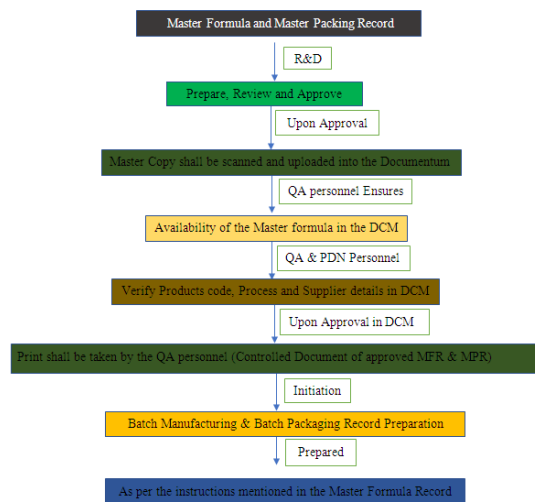 Master Formula and Master Packing Record
R&D
Prepare, Review and Approve
Upon Approval
Master Copy shall be scanned and uploaded into the Documentum
QA personnel Ensures
Availability of the Master formula in the DCM
QA & PDN Personnel
Verify Products code, Process and Supplier details in DCM
Upon Approval in DCM
Print shall be taken by the QA personnel (Controlled Document of approved MFR & MPR)
Initiation
Batch Manufacturing & Batch Packaging Record Preparation
Prepared
As per the instructions mentioned in the Master Formula Record